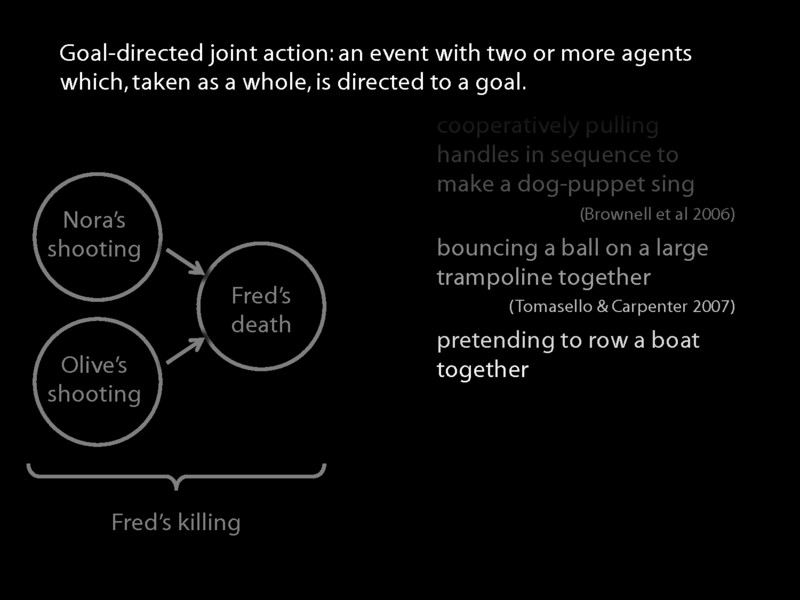 Goal-directed joint action: an event with two or more agents
which, taken as a whole, is directed to a goal.
Nora's
shooting
Olive's
shooting
Fred's
death
Fred's killing
cooperatively pulling
handles in sequence to
make a dog-puppet sing
(Brownell et al 2006)
bouncing a ball on a large
trampoline together
(Tomasello & Carpenter 2007)
pretending to row a boat
together